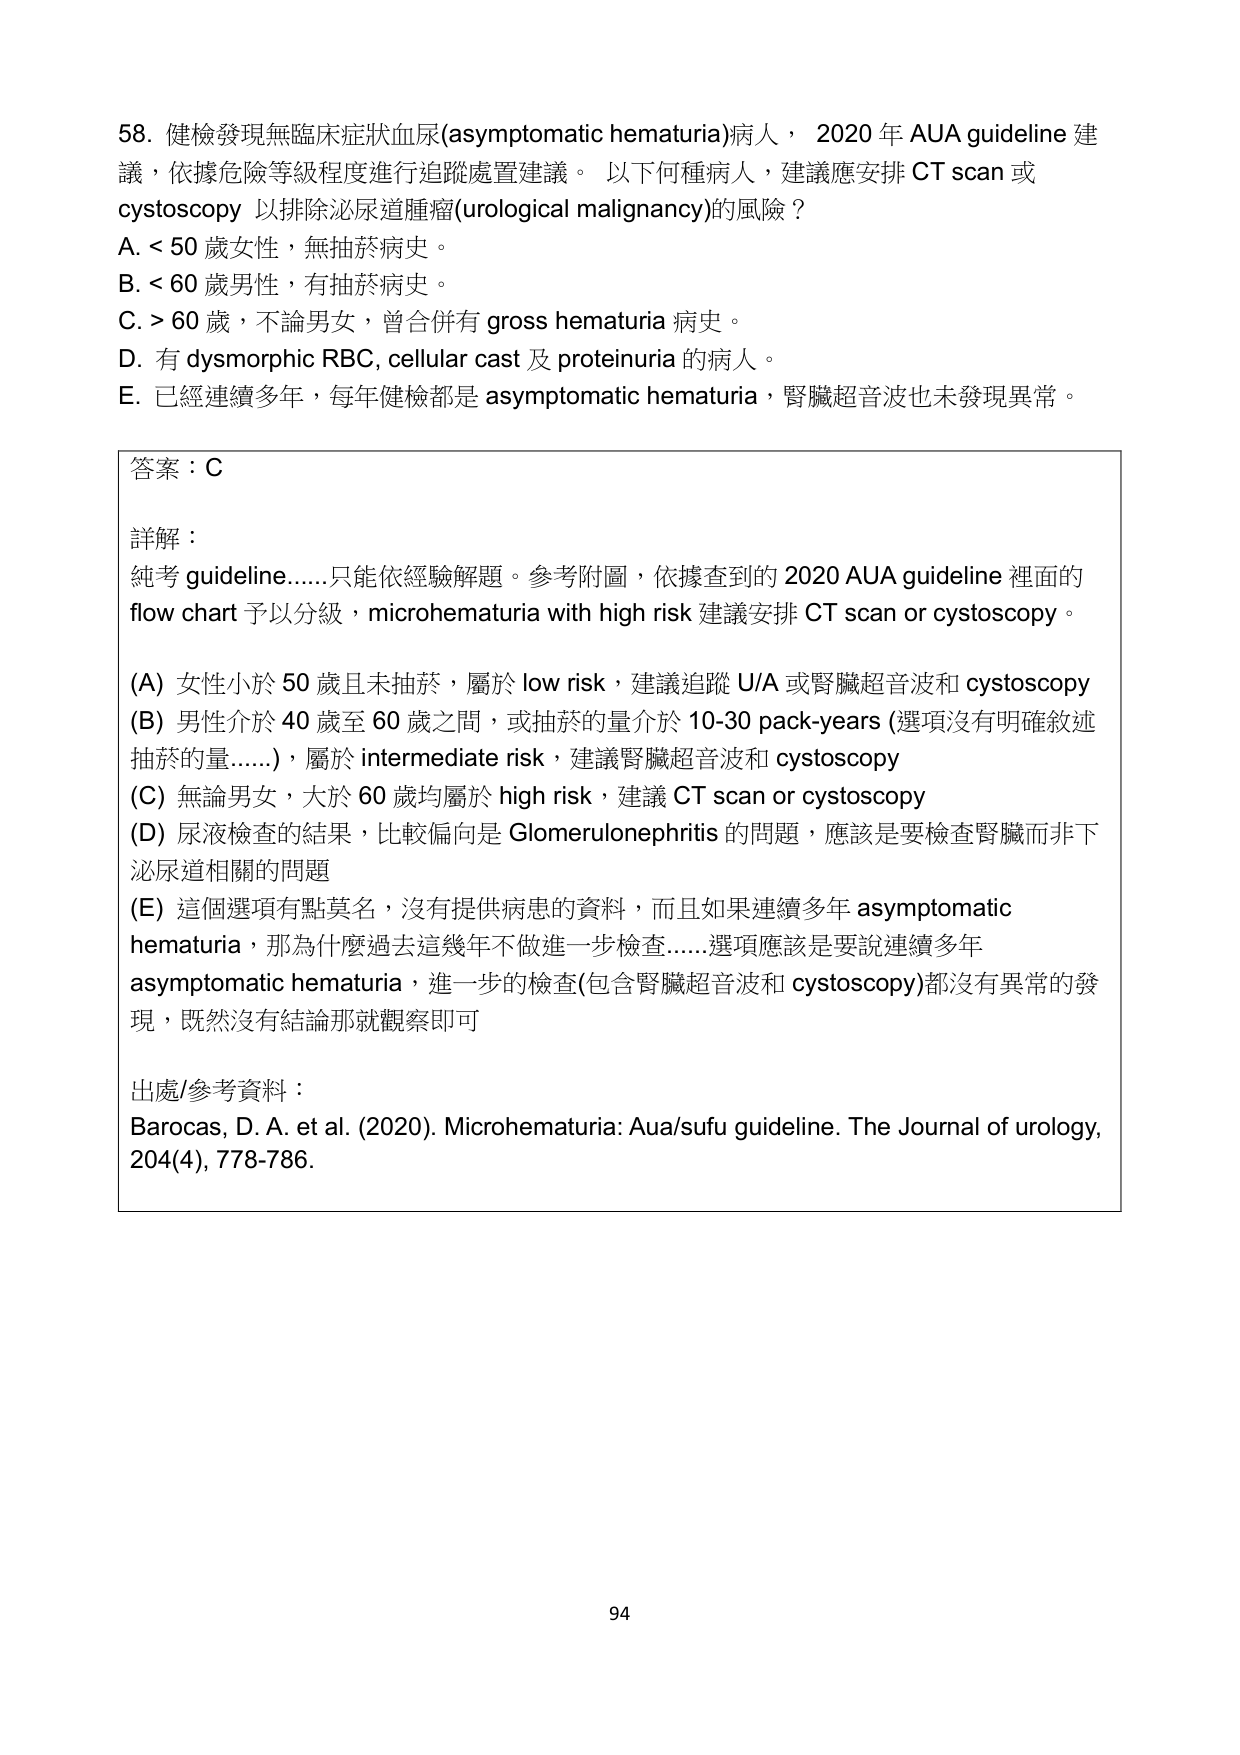 58. 健檢發現無臨床症狀血尿(asymptomatic hematuria)病人， 2020 年 AUA guideline 建
議，依據危險等級程度進行追蹤處置建議。 以下何種病人，建議應安排 CT scan 或
cystoscopy 以排除泌尿道腫瘤(urological malignancy)的風險？
A. < 50 歲女性，無抽菸病史。
B. < 60 歲男性，有抽菸病史。
C. > 60 歲，不論男女，曾合併有 gross hematuria 病史。
D. 有 dysmorphic RBC, cellular cast 及 proteinuria 的病人。
E. 已經連續多年，每年健檢都是 asymptomatic hematuria，腎臟超音波也未發現異常。
答案：C
詳解：
純考 guideline......只能依經驗解題。參考附圖，依據查到的 2020 AUA guideline 裡面的
flow chart 予以分級，microhematuria with high risk 建議安排 CT scan or cystoscopy。
(A) 女性小於 50 歲且未抽菸，屬於 low risk，建議追蹤 U/A 或腎臟超音波和 cystoscopy
(B) 男性介於 40 歲至 60 歲之間，或抽菸的量介於 10-30 pack-years (選項沒有明確敘述
抽菸的量......)，屬於 intermediate risk，建議腎臟超音波和 cystoscopy
(C) 無論男女，大於 60 歲均屬於 high risk，建議 CT scan or cystoscopy
(D) 尿液檢查的結果，比較偏向是 Glomerulonephritis 的問題，應該是要檢查腎臟而非下
泌尿道相關的問題
(E) 這個選項有點莫名，沒有提供病患的資料，而且如果連續多年 asymptomatic
hematuria，那為什麼過去這幾年不做進一步檢查......選項應該是要說連續多年
asymptomatic hematuria，進一步的檢查(包含腎臟超音波和 cystoscopy)都沒有異常的發
現，既然沒有結論那就觀察即可
出處/參考資料：
Barocas, D. A. et al. (2020). Microhematuria: Aua/sufu guideline. The Journal of urology,
204(4), 778-786.
94